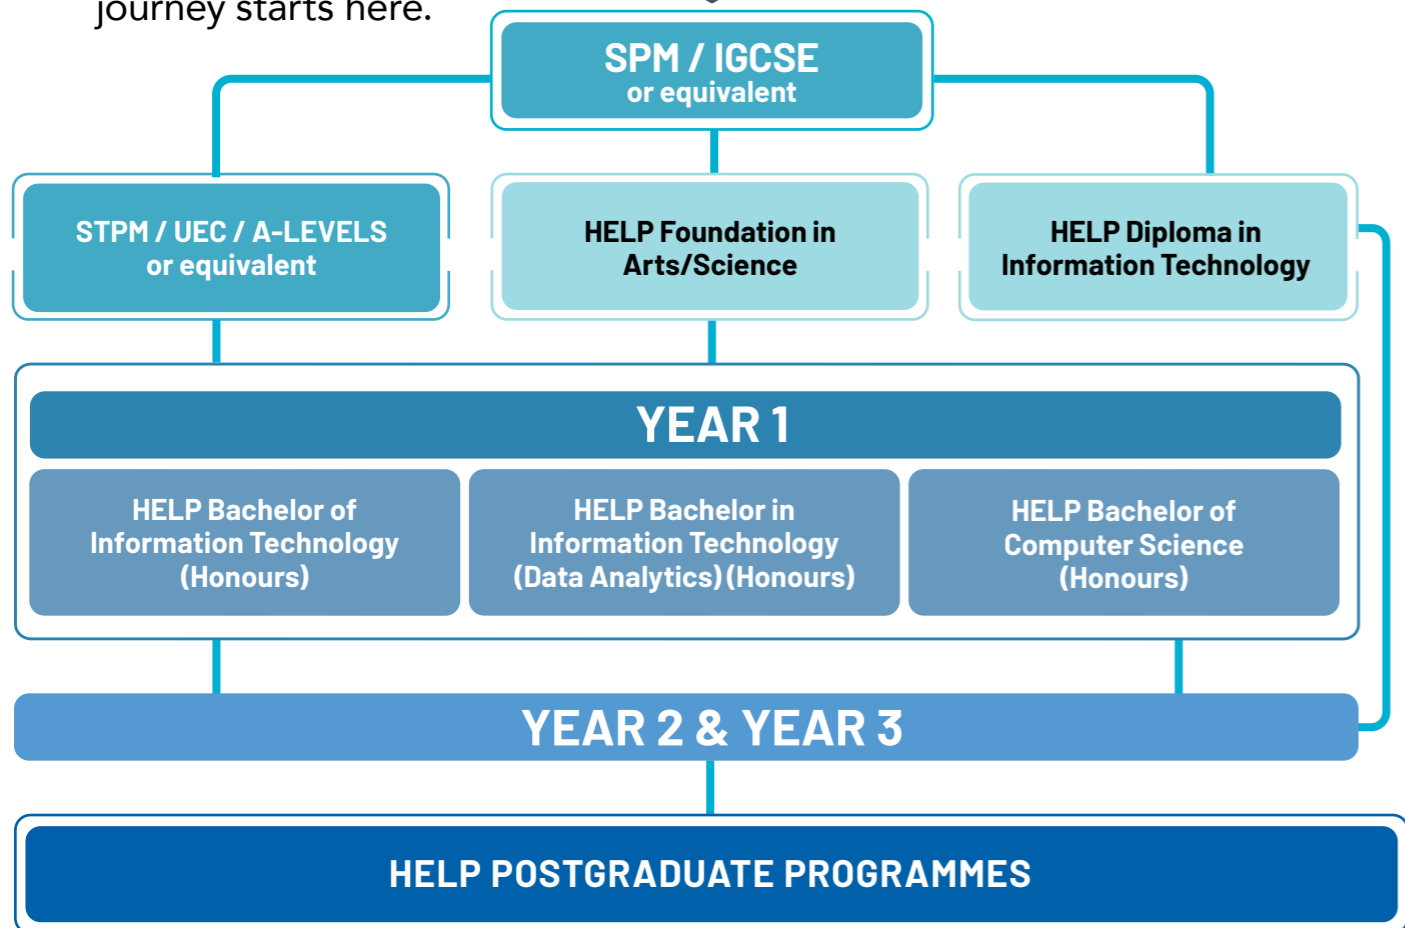 journey starts here.
SPM / IGCSE
or equivalent
STPM / UEC / A-LEVELS
or equivalent
HELP Foundation in
Arts/Science
HELP Diploma in
Information Technology
YEAR 1
HELP Bachelor of
Information Technology
(Honours)
HELP Bachelor in
Information Technology
(Data Analytics) (Honours)
HELP Bachelor of
Computer Science
(Honours)
YEAR 2 & YEAR 3
HELP POSTGRADUATE PROGRAMMES